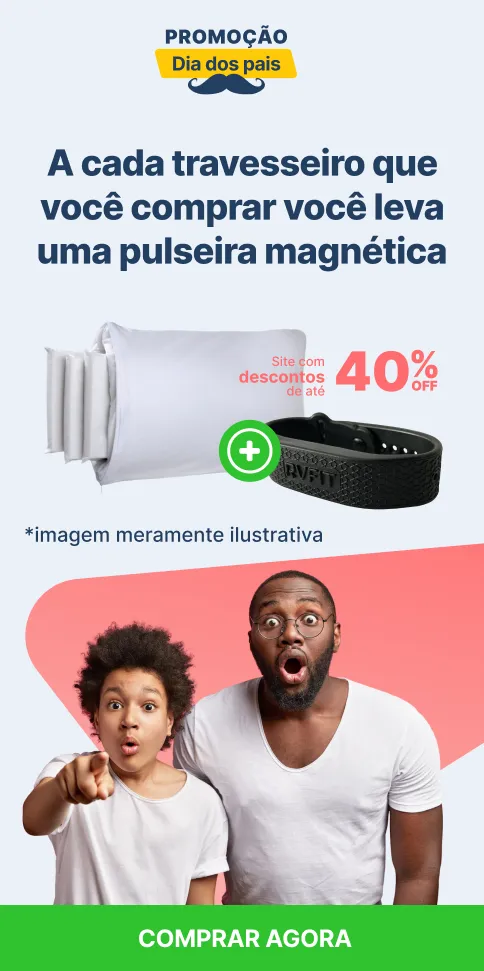 PROMOÇÃO
Dia dos pais
A cada travesseiro que
você comprar você leva
uma pulseira magnética
Site com
descontos
de até
40%
OFF
RVFIT
*imagem meramente ilustrativa
COMPRAR AGORA